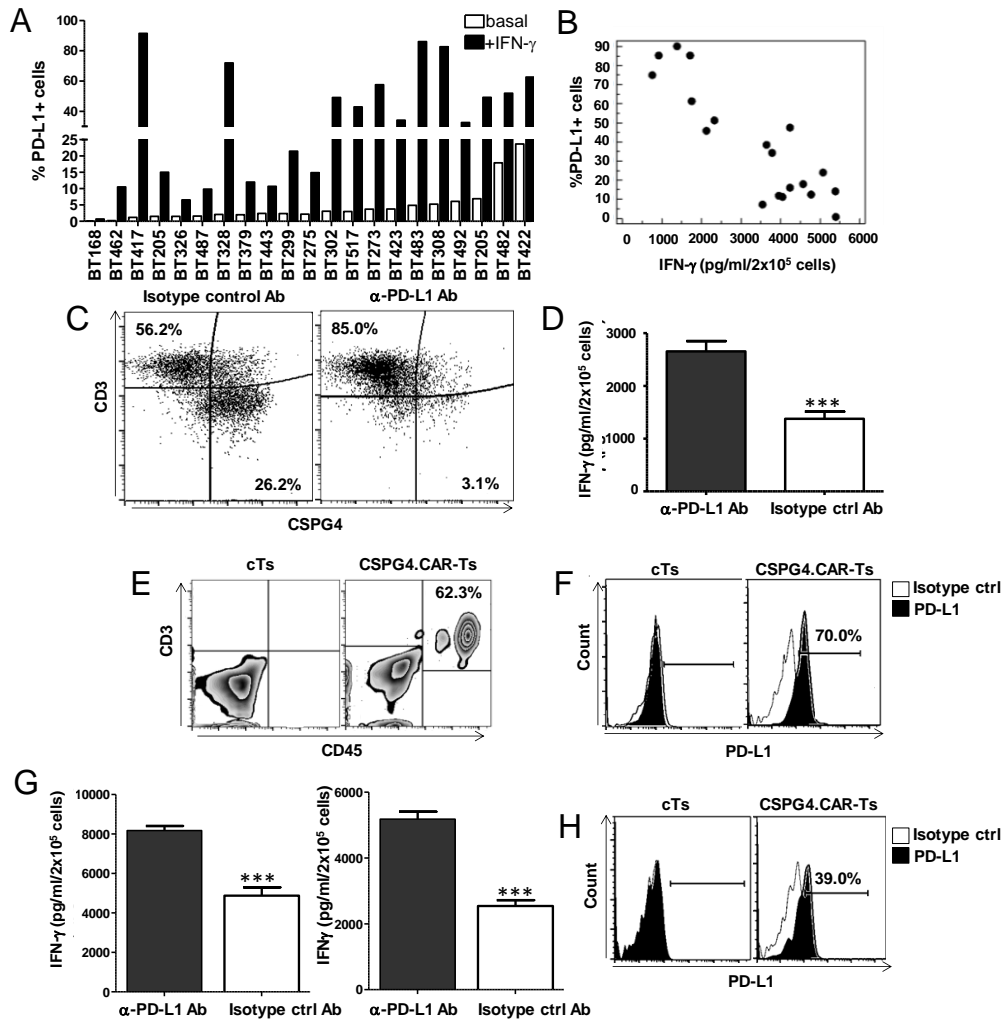 A
100
80
60
40
25
20
15
10
5
0
% PD-L1+ cells
basal
+IFN-γ
BT168
BT462
BT417
BT205
BT326
BT487
BT328
BT379
BT443
BT299
BT275
BT302
BT517
BT273
BT423
BT483
BT308
BT492
BT205
BT482
BT422
B
90
80
70
60
50
40
30
20
10
0
%PD-L1+ cells
0 1000 2000 3000 4000 5000 6000
IFN-γ (pg/ml/2x10⁵ cells)
C
Isotype control Ab
α-PD-L1 Ab
56.2%
85.0%
26.2%
3.1%
CD3
CSPG4
D
3000
2000
1000
0
IFN-γ (pg/ml/2x10⁵ cells)
***
α-PD-L1 Ab
Isotype ctrl Ab
E
cTs
CSPG4.CAR-Ts
62.3%
CD3
CD45
F
cTs
CSPG4.CAR-Ts
Isotype ctrl
PD-L1
70.0%
Count
PD-L1
G
10000
8000
6000
4000
2000
0
IFN-γ (pg/ml/2x10⁵ cells)
***
α-PD-L1 Ab
Isotype ctrl Ab
6000
4000
2000
0
IFNγ (pg/ml/2x10⁵ cells)
***
α-PD-L1 Ab
Isotype ctrl Ab
H
cTs
CSPG4.CAR-Ts
Isotype ctrl
PD-L1
39.0%
Count
PD-L1